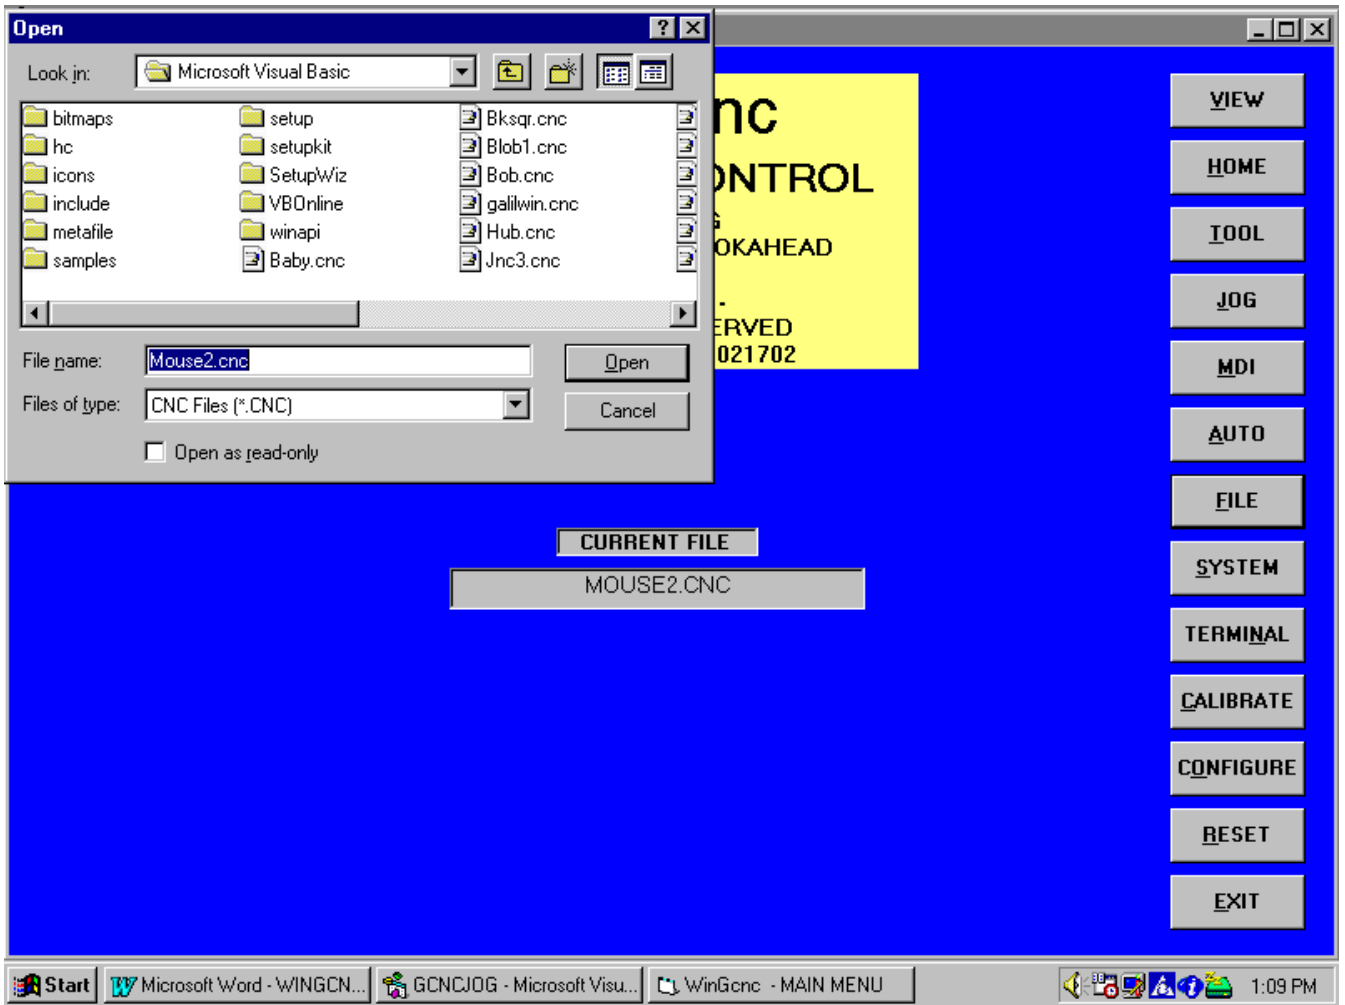 Open
Look in:
Microsoft Visual Basic
bitmaps
hc
icons
include
metafile
samples
setup
setupkit
SetupWiz
VBOnline
winapi
Baby.cnc
Bksqr.cnc
Blob1.cnc
Bob.cnc
galilwin.cnc
Hub.cnc
Jnc3.cnc
File name:
Mouse2.cnc
Open
Files of type:
CNC Files (*.CNC)
Cancel
Open as read-only
nc
ONTROL
OKAHEAD
ERVED
021702
CURRENT FILE
MOUSE2.CNC
VIEW
HOME
TOOL
JOG
MDI
AUTO
FILE
SYSTEM
TERMINAL
CALIBRATE
CONFIGURE
RESET
EXIT
Start
Microsoft Word - WINGCN...
GCNCJOG - Microsoft Visu...
WinGcnc - MAIN MENU
1:09 PM